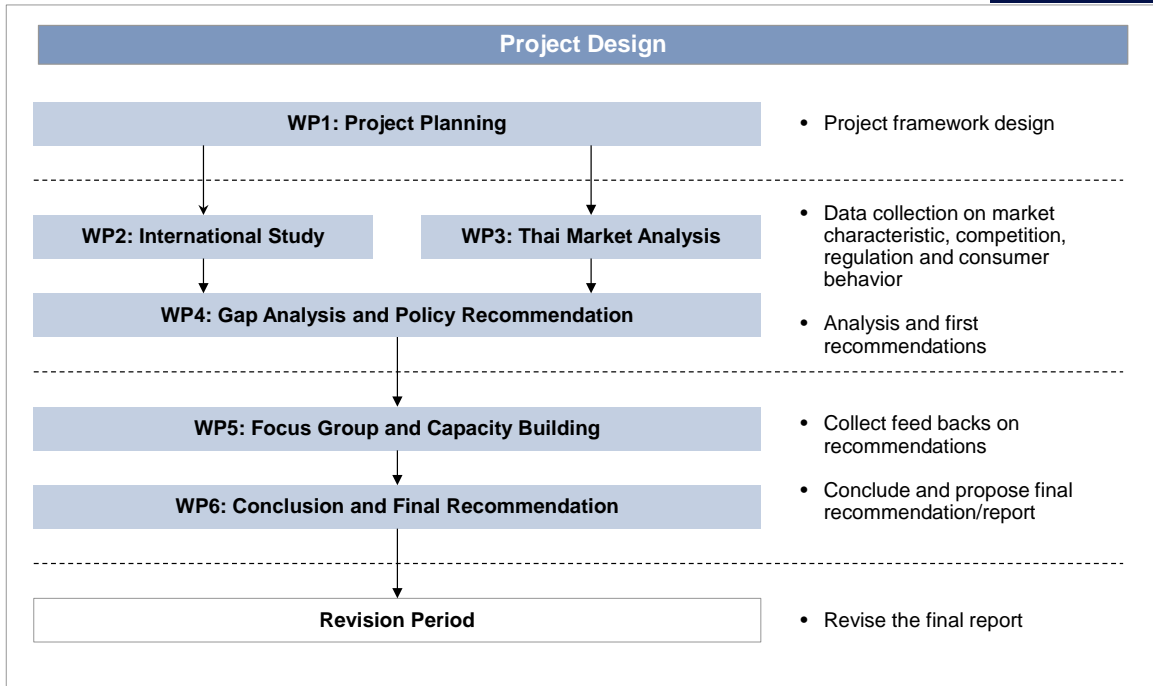 Project Design
WP1: Project Planning
• Project framework design
WP2: International Study
WP3: Thai Market Analysis
• Data collection on market
characteristic, competition,
regulation and consumer
behavior
WP4: Gap Analysis and Policy Recommendation
• Analysis and first
recommendations
WP5: Focus Group and Capacity Building
• Collect feed backs on
recommendations
WP6: Conclusion and Final Recommendation
• Conclude and propose final
recommendation/report
Revision Period
• Revise the final report